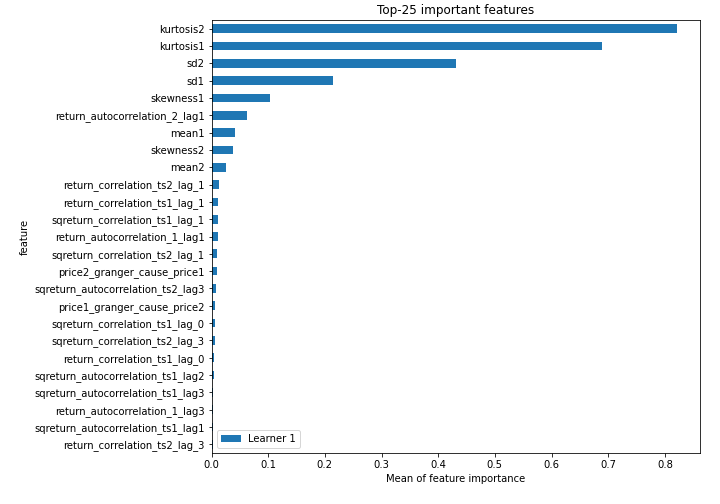 Top-25 important features
kurtosis2
kurtosis1
sd2
sd1
skewness1
return_autocorrelation_2_lag1
mean1
skewness2
mean2
return_correlation_ts2_lag_1
return_correlation_ts1_lag_1
sqreturn_correlation_ts1_lag_1
return_autocorrelation_1_lag1
sqreturn_correlation_ts2_lag_1
price2_granger_cause_price1
sqreturn_autocorrelation_ts2_lag3
price1_granger_cause_price2
sqreturn_correlation_ts1_lag_0
sqreturn_correlation_ts2_lag_3
return_correlation_ts1_lag_0
sqreturn_autocorrelation_ts1_lag2
sqreturn_autocorrelation_ts1_lag3
return_autocorrelation_1_lag3
sqreturn_autocorrelation_ts1_lag1
return_correlation_ts2_lag_3
feature
Learner 1
0.0 0.1 0.2 0.3 0.4 0.5 0.6 0.7 0.8
Mean of feature importance